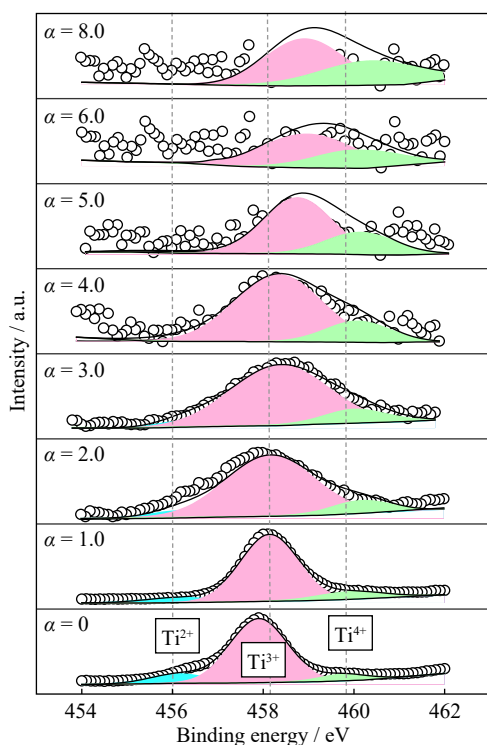 α = 8.0
α = 6.0
α = 5.0
α = 4.0
α = 3.0
α = 2.0
α = 1.0
α = 0
Ti²⁺
Ti³⁺
Ti⁴⁺
Intensity / a.u.
454 456 458 460 462
Binding energy / eV